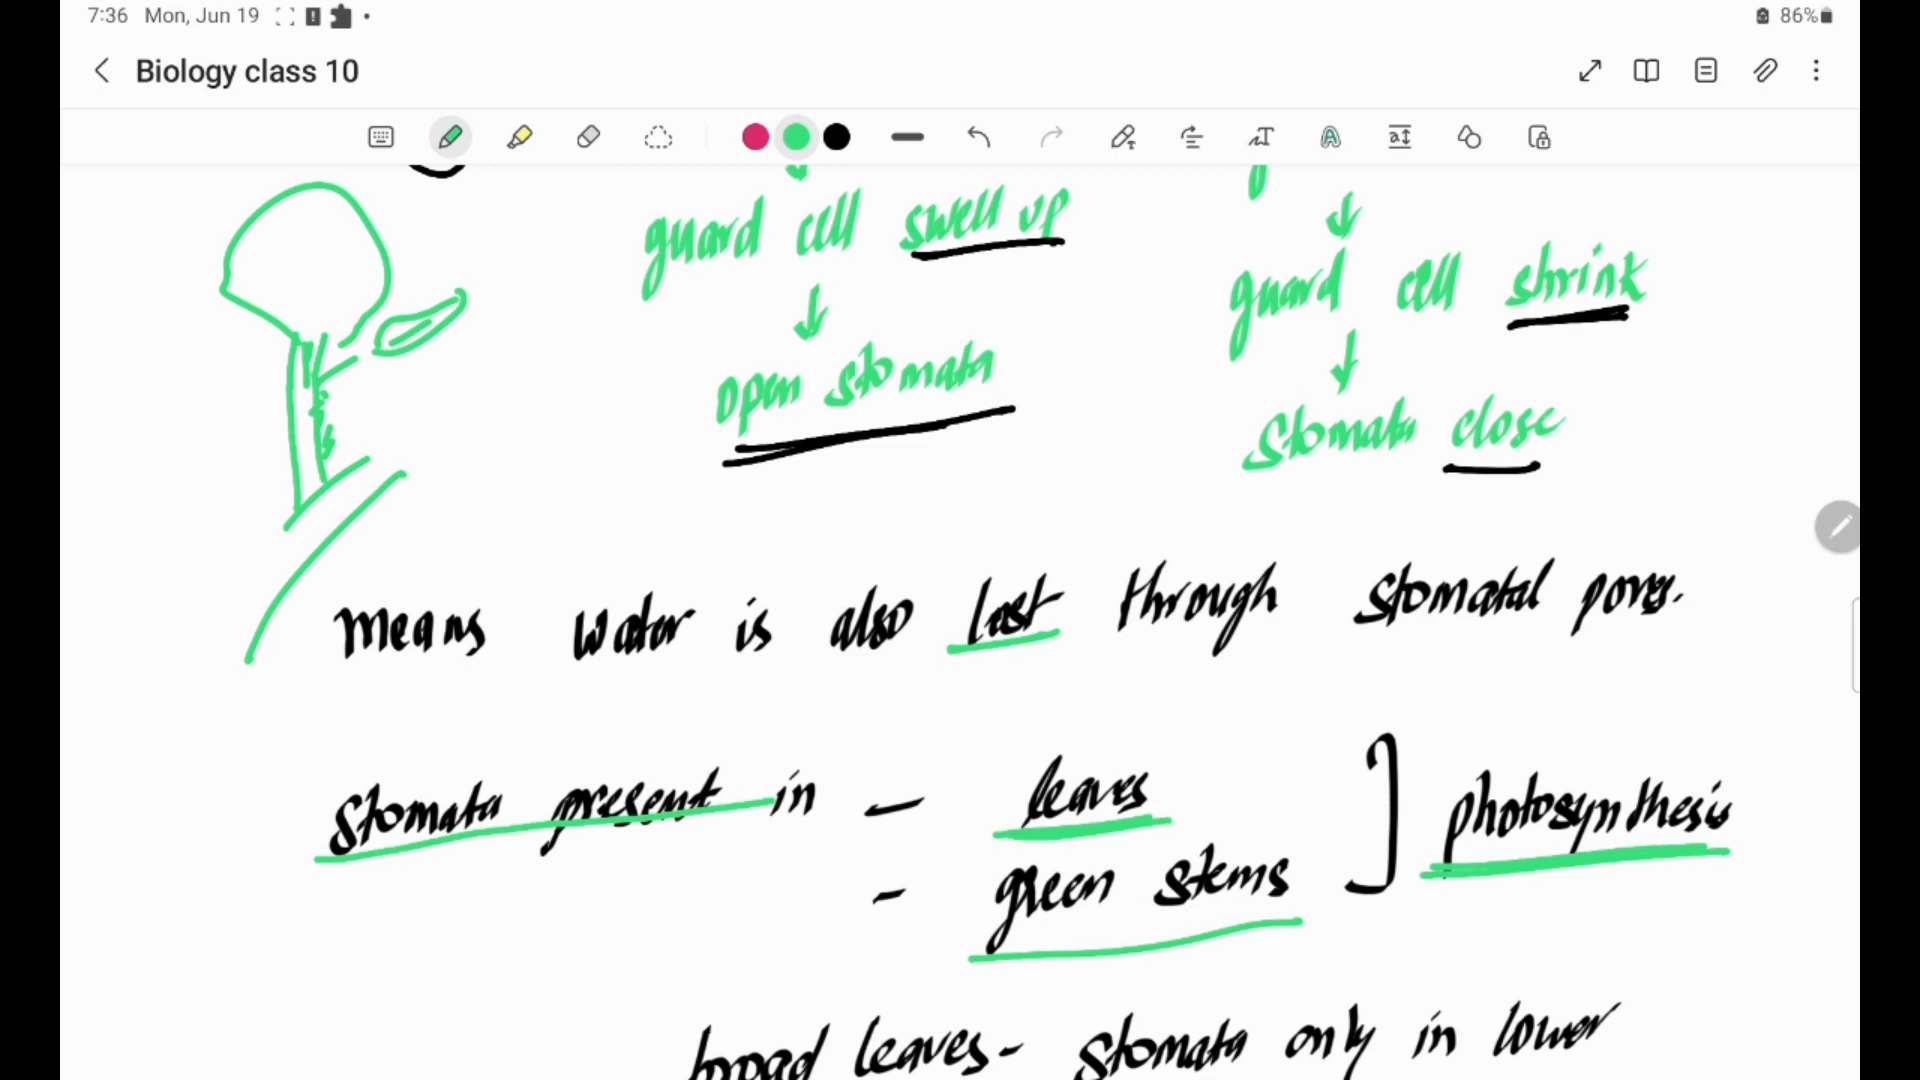 7:36 Mon, Jun 19
86%
Biology class 10
guard cell swell up
open stomata
guard cell shrink
stomata close
means water is also lost through stomatal pores.
stomata present in - leaves
- green stems
photosynthesis
broad leaves - stomata only in lower